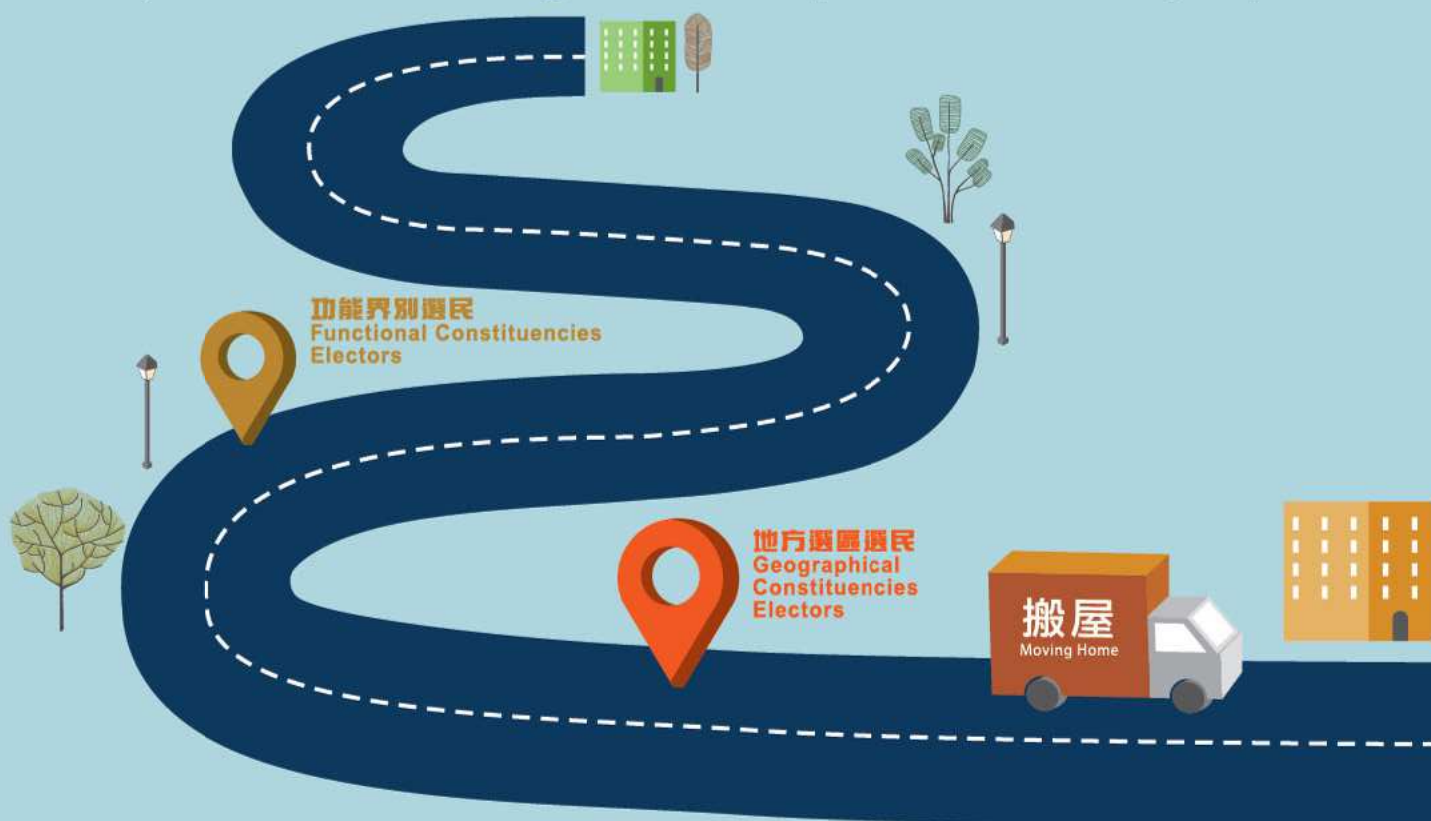 功能界別選民
Functional Constituencies
Electors
地方選區選民
Geographical
Constituencies
Electors
搬屋
Moving Home